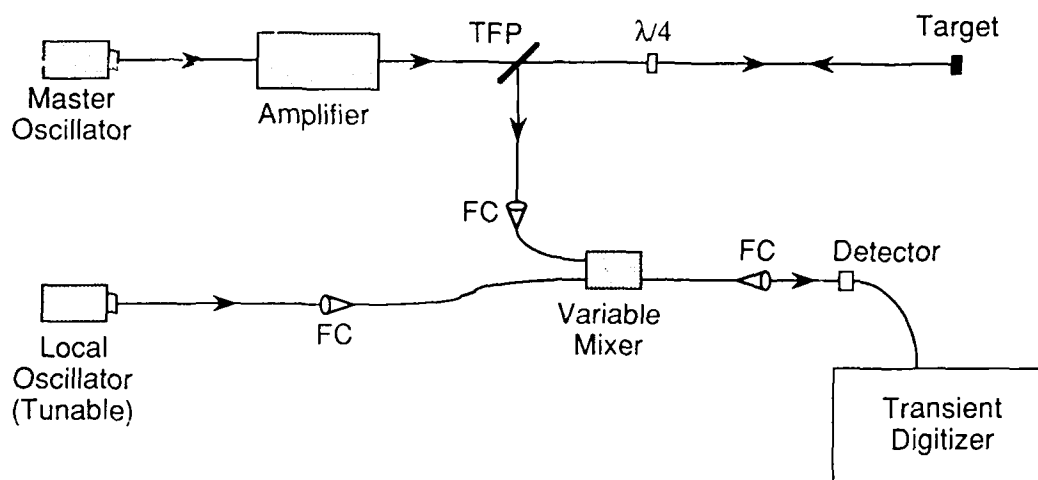 TFP
λ/4
Target
Master
Oscillator
Amplifier
FC
FC
Detector
FC
Variable
Mixer
Local
Oscillator
(Tunable)
Transient
Digitizer